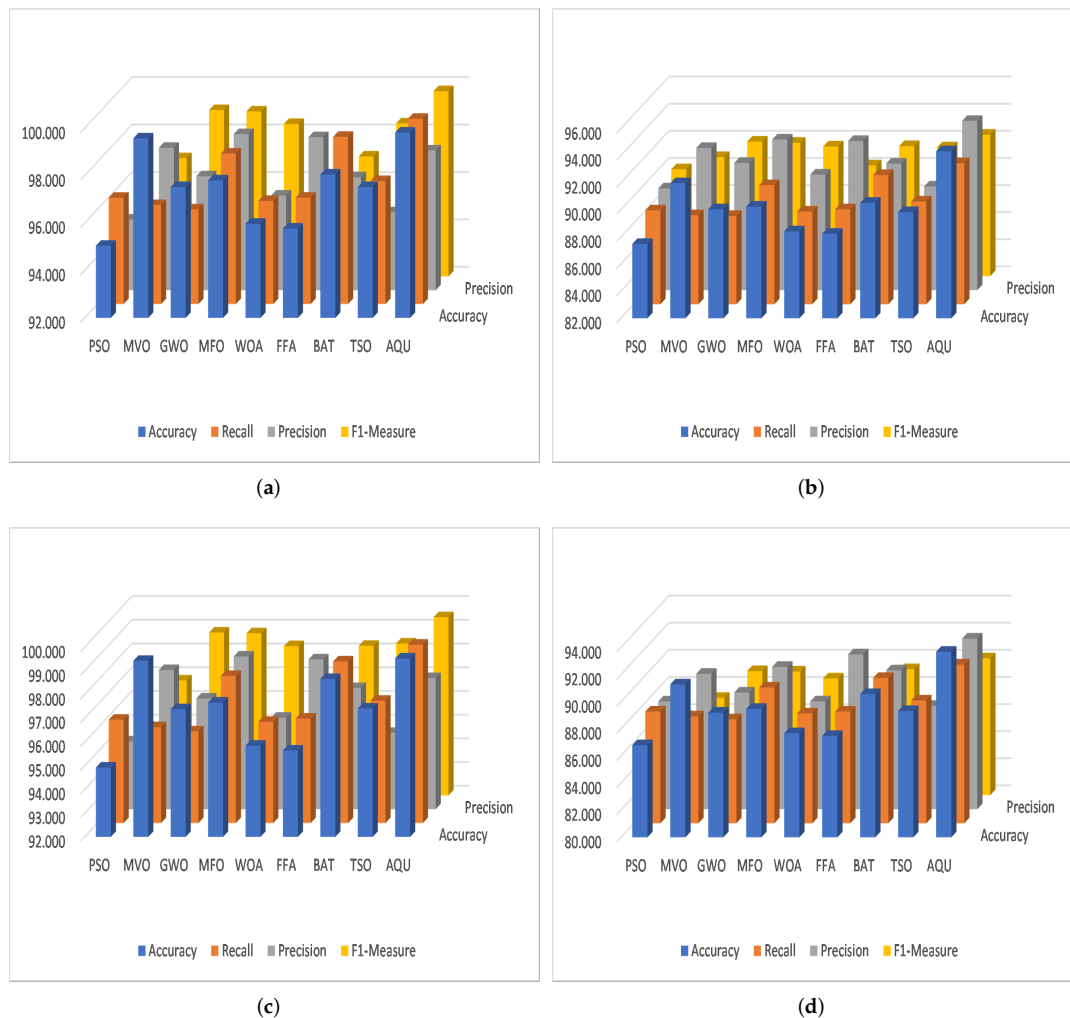 100.000
98.000
96.000
94.000
92.000
Precision
Accuracy
PSO MVO GWO MFO WOA FFA BAT TSO AQU
Accuracy Recall Precision F1-Measure
(a)
96.000
94.000
92.000
90.000
88.000
86.000
84.000
82.000
Precision
Accuracy
PSO MVO GWO MFO WOA FFA BAT TSO AQU
Accuracy Recall Precision F1-Measure
(b)
100.000
99.000
98.000
97.000
96.000
95.000
94.000
93.000
92.000
Precision
Accuracy
PSO MVO GWO MFO WOA FFA BAT TSO AQU
Accuracy Recall Precision F1-Measure
(c)
94.000
92.000
90.000
88.000
86.000
84.000
82.000
80.000
Precision
Accuracy
PSO MVO GWO MFO WOA FFA BAT TSO AQU
Accuracy Recall Precision F1-Measure
(d)